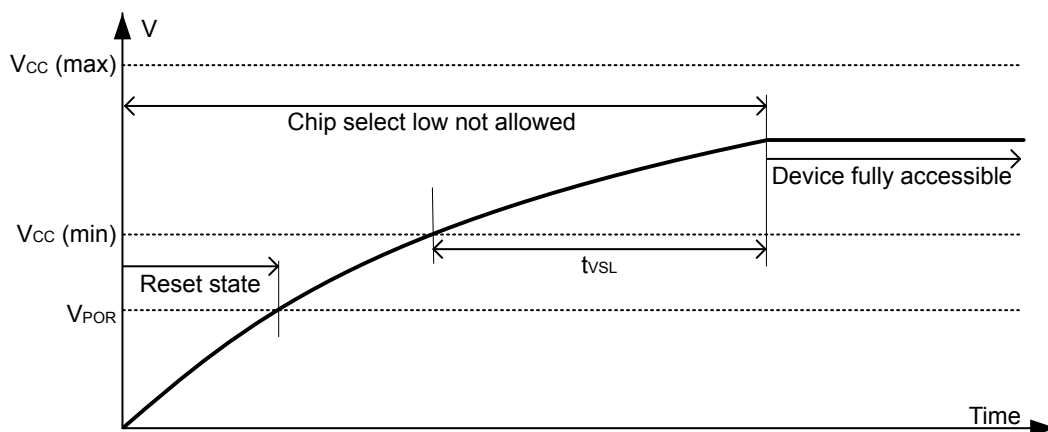 V
VCC (max)
Chip select low not allowed
Device fully accessible
VCC (min)
tVSL
Reset state
VPOR
Time